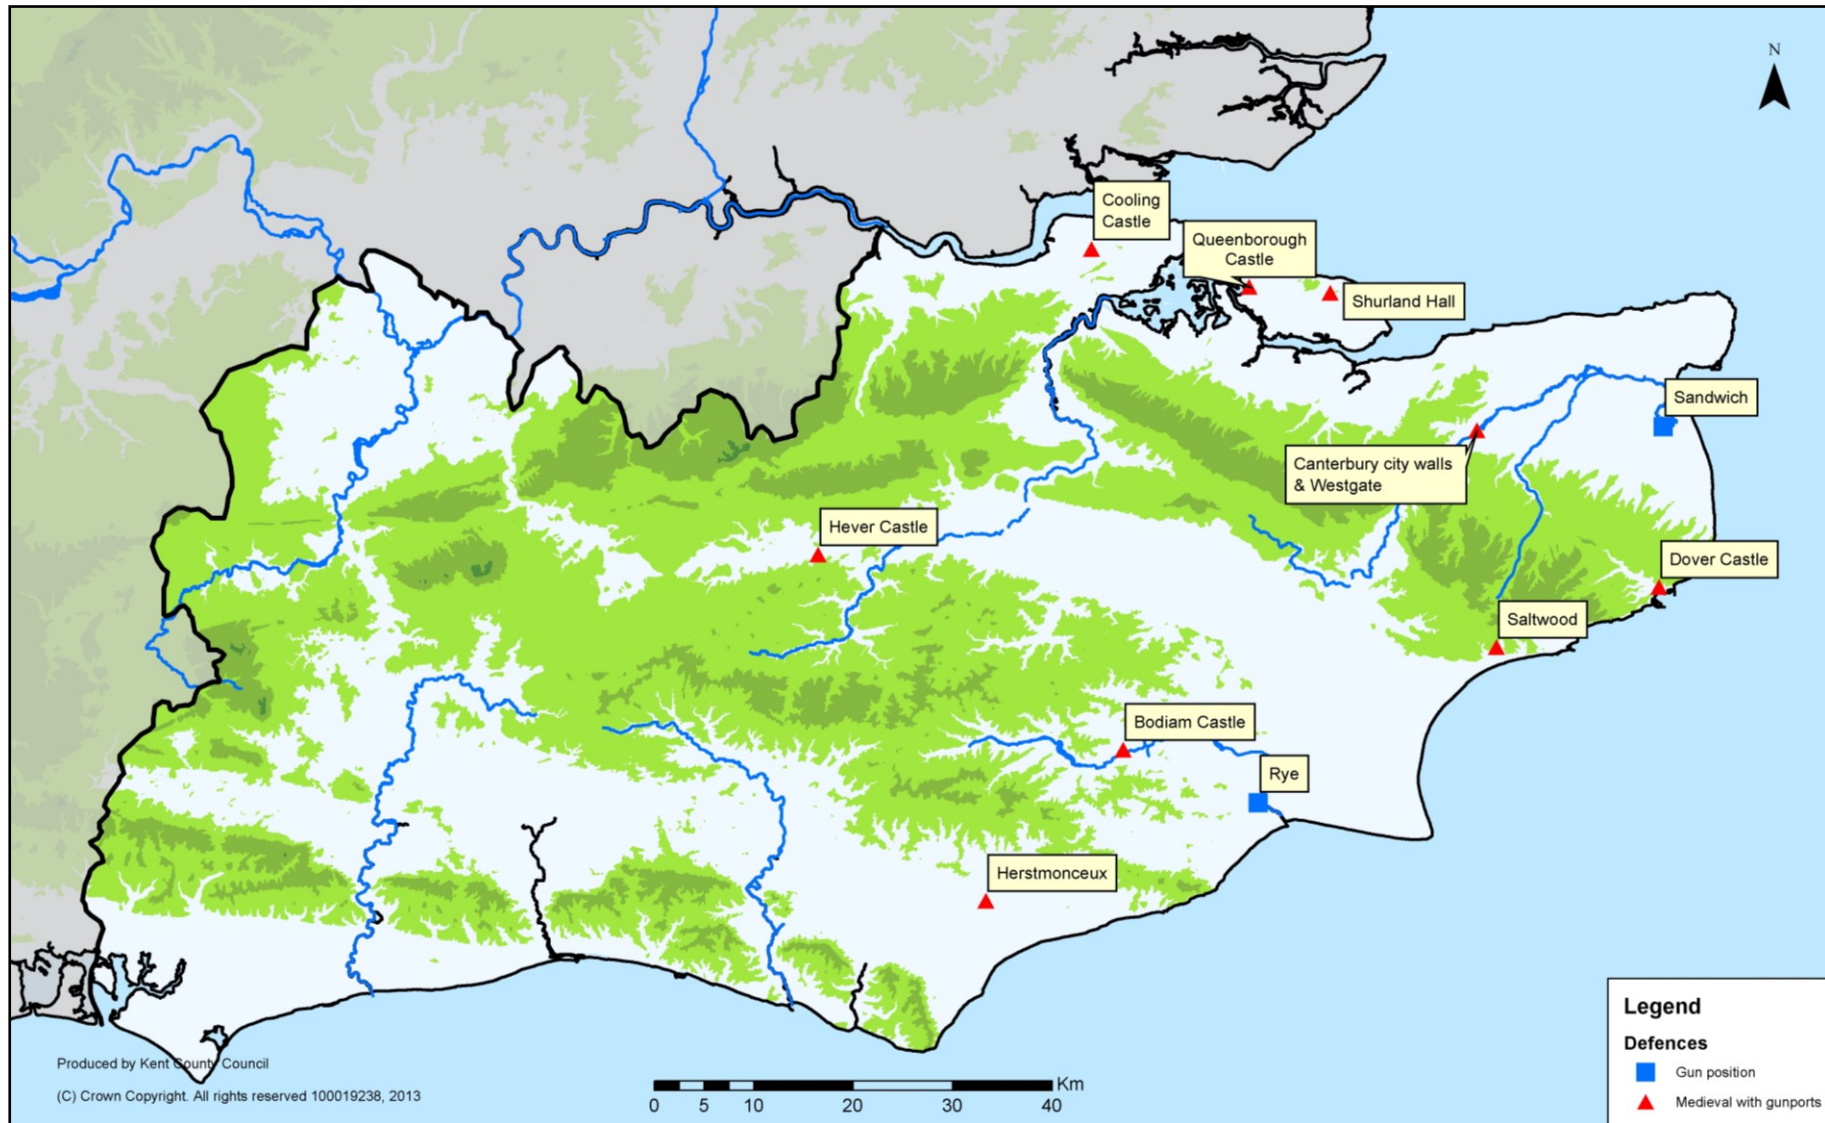 N
Cooling
Castle
Queenborough
Castle
Shurland Hall
Sandwich
Canterbury city walls
& Westgate
Hever Castle
Dover Castle
Saltwood
Bodiam Castle
Rye
Herstmonceux
Legend
Defences
Gun position
Medieval with gunports
Produced by Kent County Council
(C) Crown Copyright. All rights reserved 100019238, 2013
Km
0 5 10 20 30 40